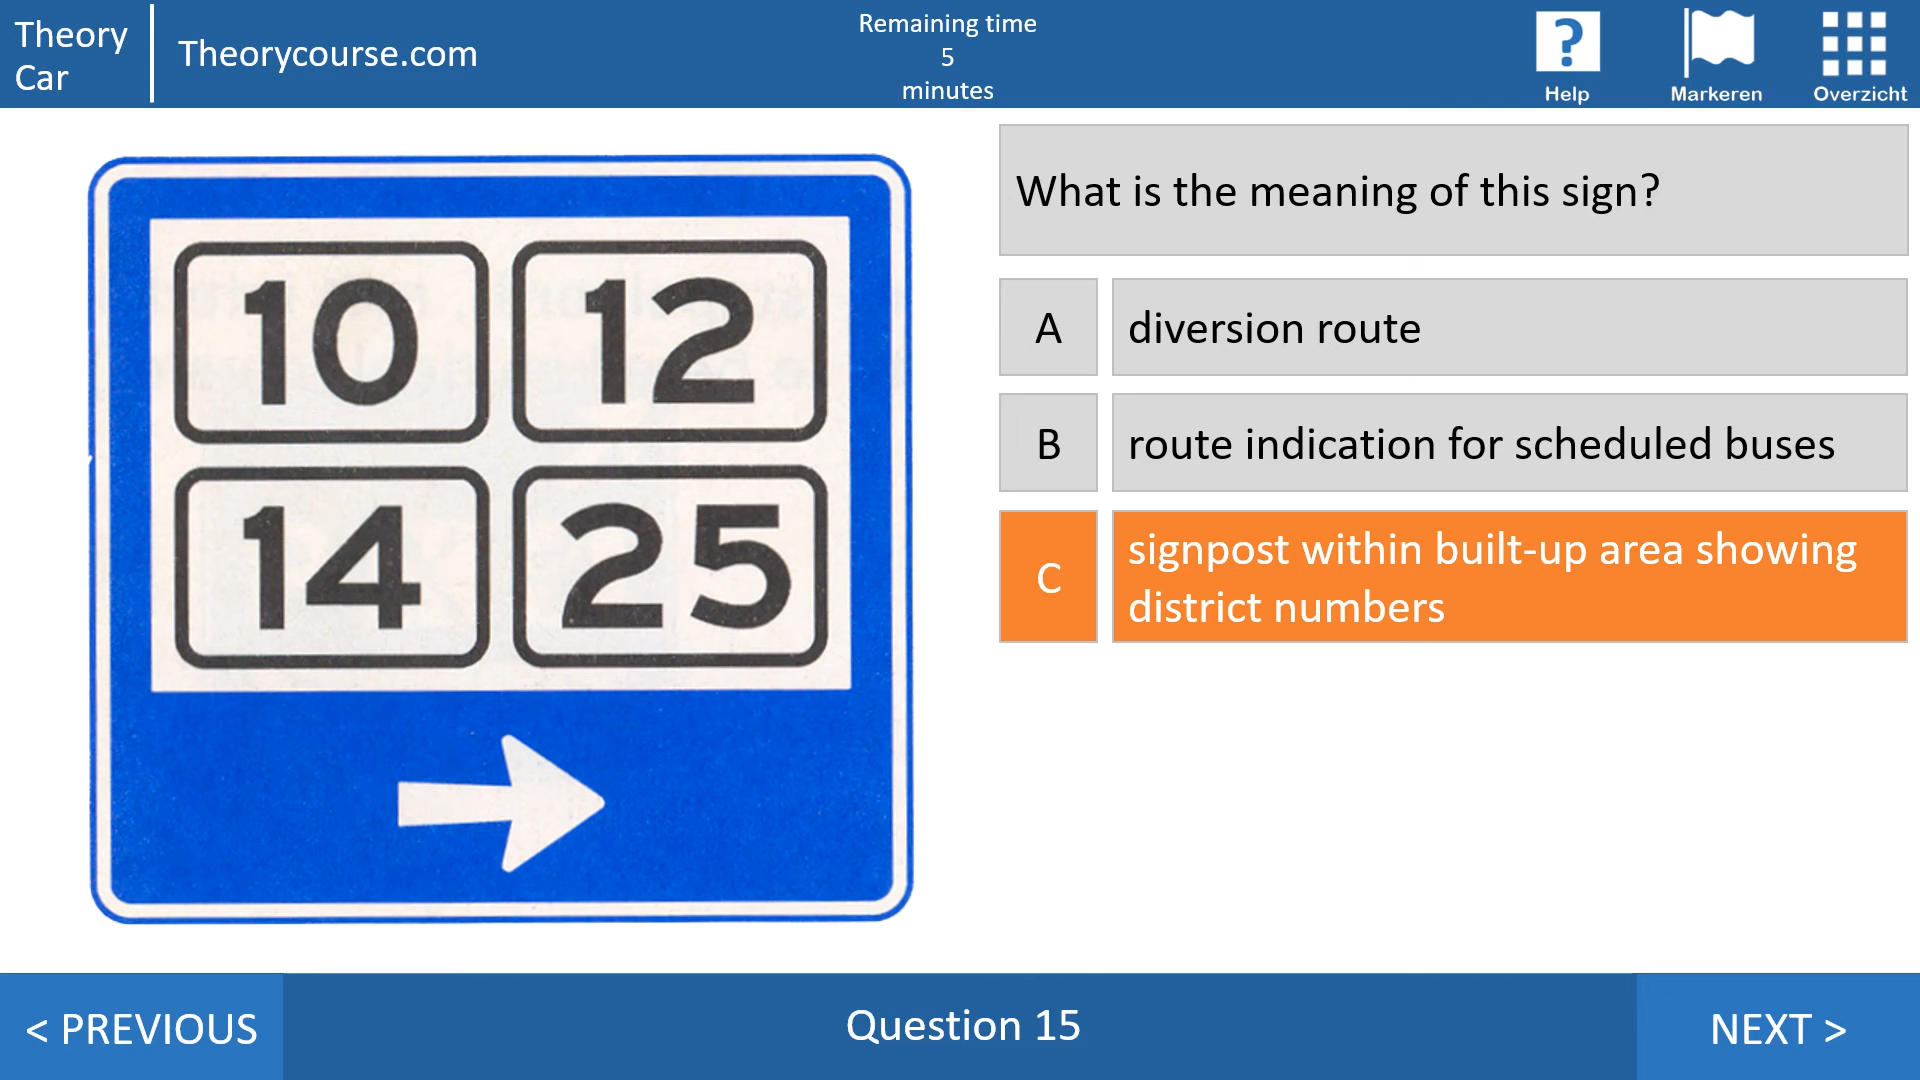 Theory
Car
Theorycourse.com
Remaining time
5
minutes
Help
Markeren
Overzicht
10 12
14 25
What is the meaning of this sign?
A diversion route
B route indication for scheduled buses
C signpost within built-up area showing
district numbers
< PREVIOUS
Question 15
NEXT >